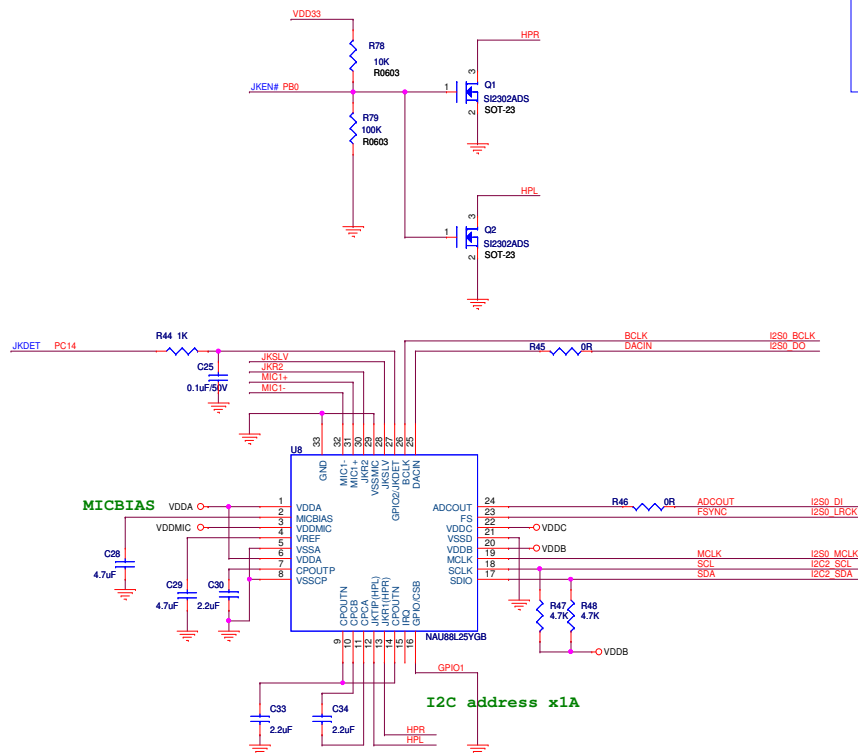 VDD33
HPR
R78
10K
R0603
JKEN# PB0
1
3
2
Q1
SI2302ADS
SOT-23
R79
100K
R0603
HPL
1
3
2
Q2
SI2302ADS
SOT-23
JKDET PC14
R44 1K
C25
0.1uF/50V
JKSLV
JKR2
MIC1+
MIC1-
BCLK I2S0_BCLK
R45 0R DACIN I2S0_DO
U8
33 32 31 30 29 28 27 26 25
GND MIC1- MIC1+ JKR2 VSSMIC JKSLV GPIO2/JKDET BCLK DACIN
MICBIAS
VDDA
VDDMIC
1 VDDA
2 MICBIAS
3 VDDMIC
4 VREF
5 VSSA
6 VDDA
7 CPOUTP
8 VSSCP
C28
4.7uF
C29
4.7uF
C30
2.2uF
ADCOUT 24
FS 23
VDDC 22
VSSD 21
VDDB 20
MCLK 19
SCLK 18
SDIO 17
R46 0R ADCOUT I2S0_DI
FSYNC I2S0_LRCK
VDDC
VDDB
MCLK I2S0_MCLK
SCL I2C2_SCL
SDA I2C2_SDA
R47
4.7K
R48
4.7K
VDDB
CPOUTN CPCB CPCA JKTIP(HPL) JKR1(HPR) CPOUTN IRQ GPIO/CSB
9 10 11 12 13 14 15 16
NAU88L25YGB
GPIO1
I2C address x1A
C33
2.2uF
C34
2.2uF
HPR
HPL